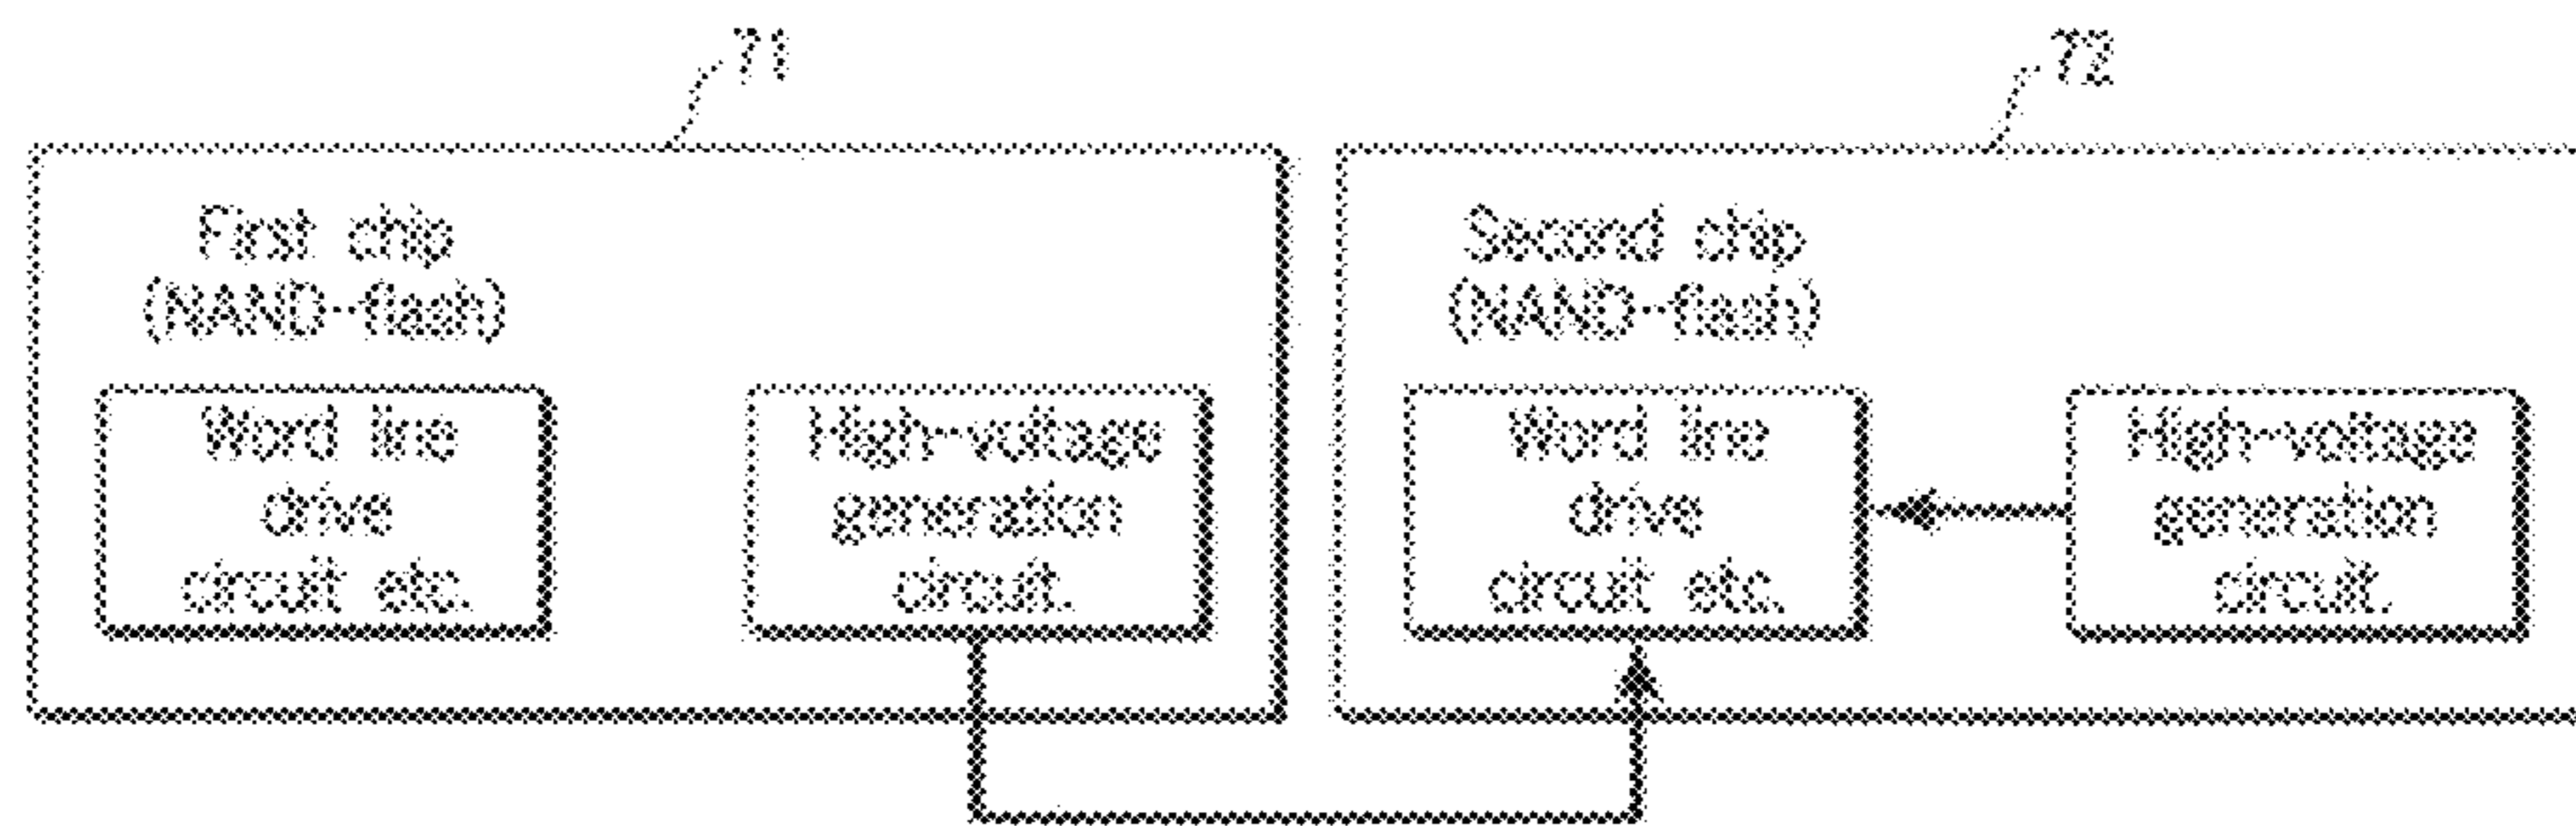 71
72
First chip
(NAND-flash)
Word line
drive
circuit etc.
High-voltage
generation
circuit.
Second chip
(NAND-flash)
Word line
drive
circuit etc.
High-voltage
generation
circuit.